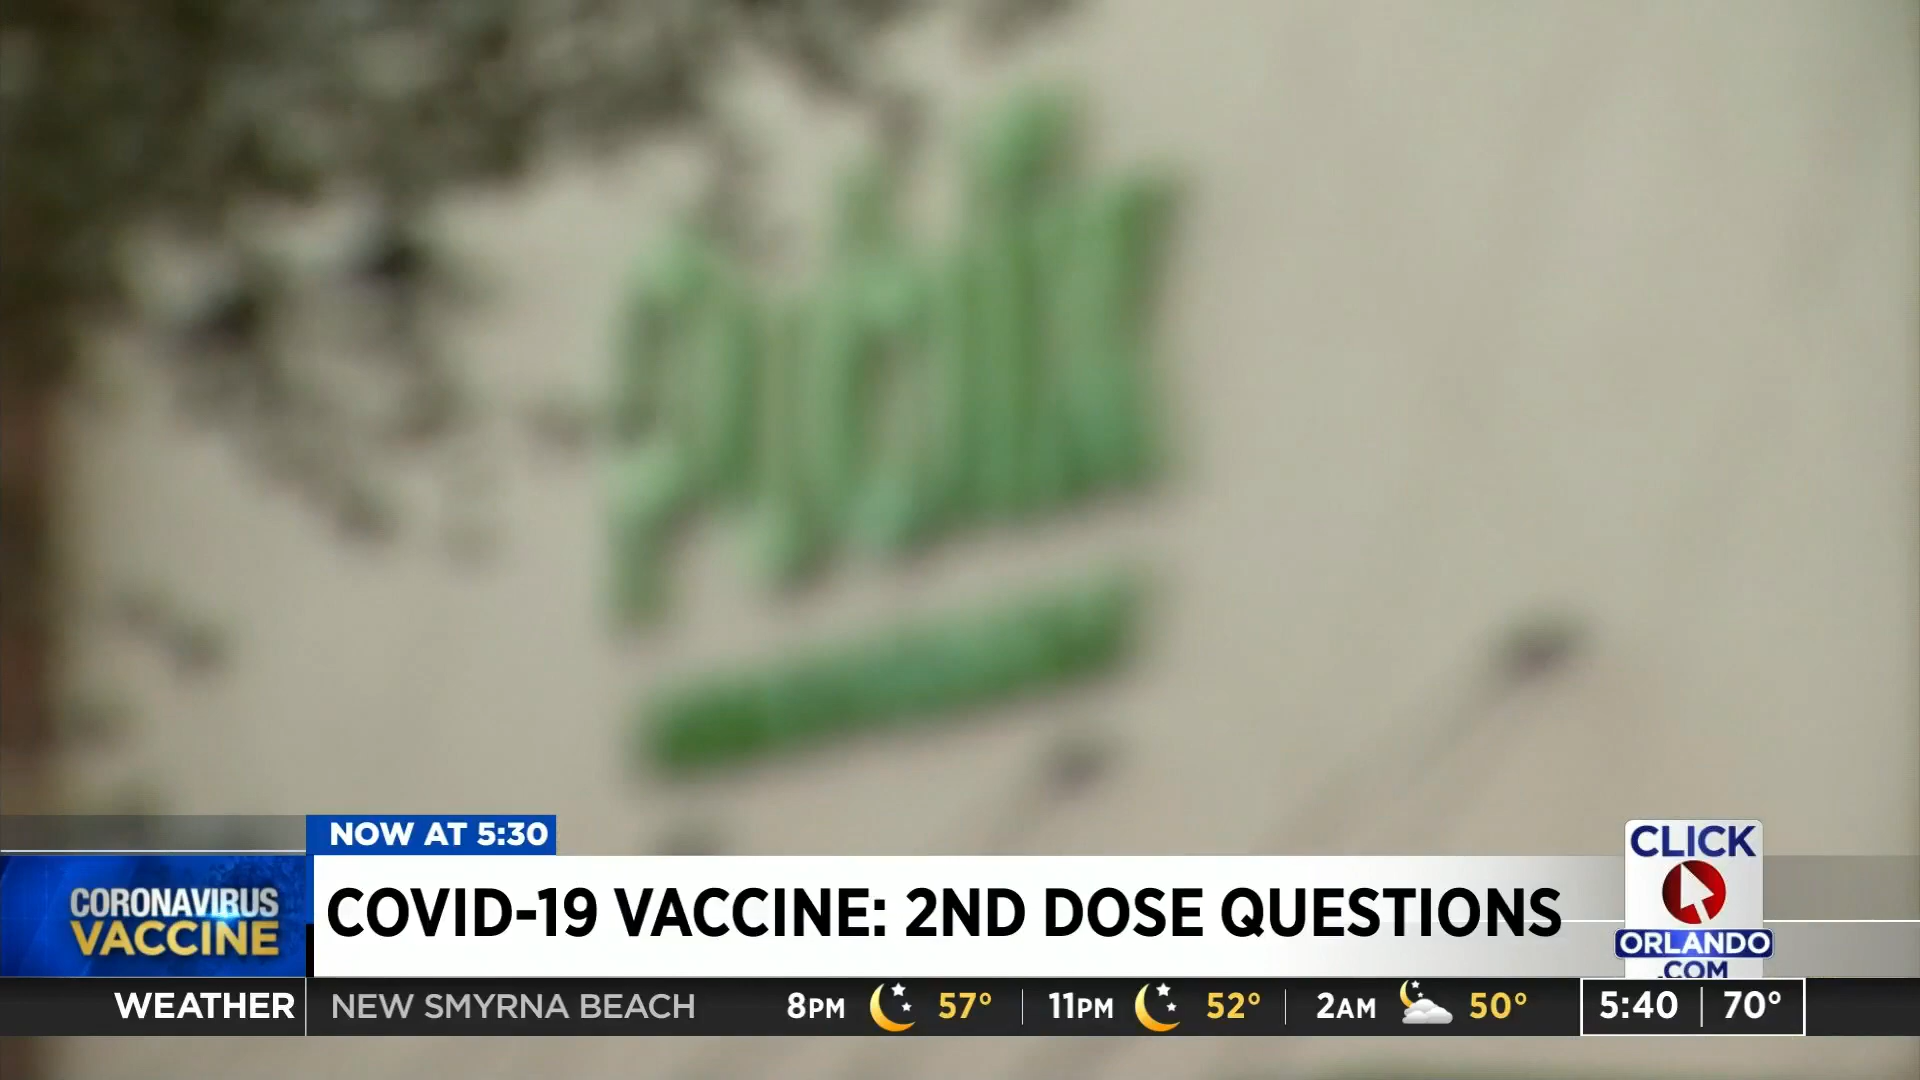 NOW AT 5:30
CORONAVIRUS
VACCINE
COVID-19 VACCINE: 2ND DOSE QUESTIONS
CLICK
ORLANDO
.COM
WEATHER
NEW SMYRNA BEACH
8PM 57° 11PM 52° 2AM 50°
5:40 70°